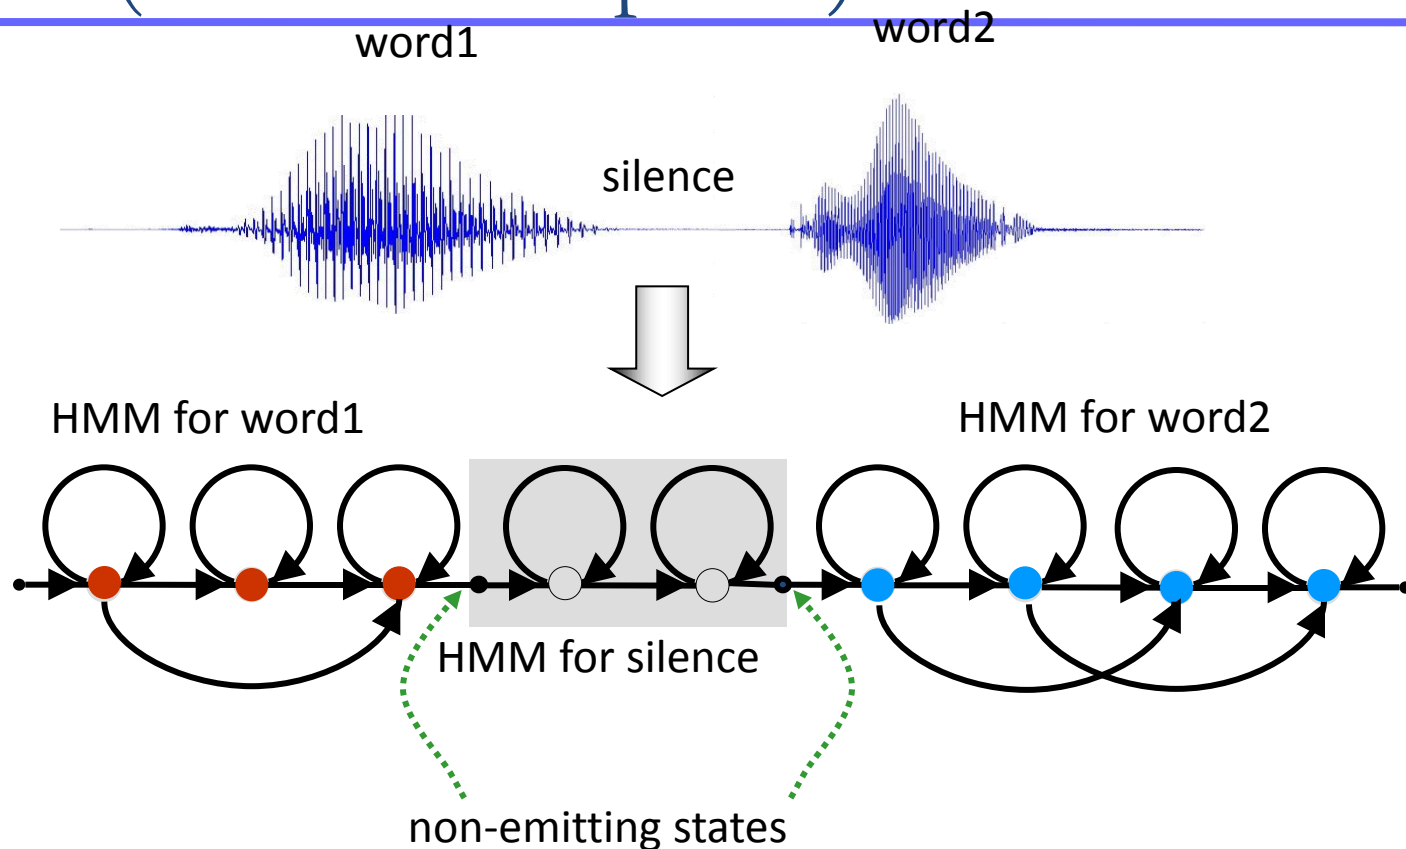 word1
word2
silence
HMM for word1
HMM for word2
HMM for silence
non-emitting states